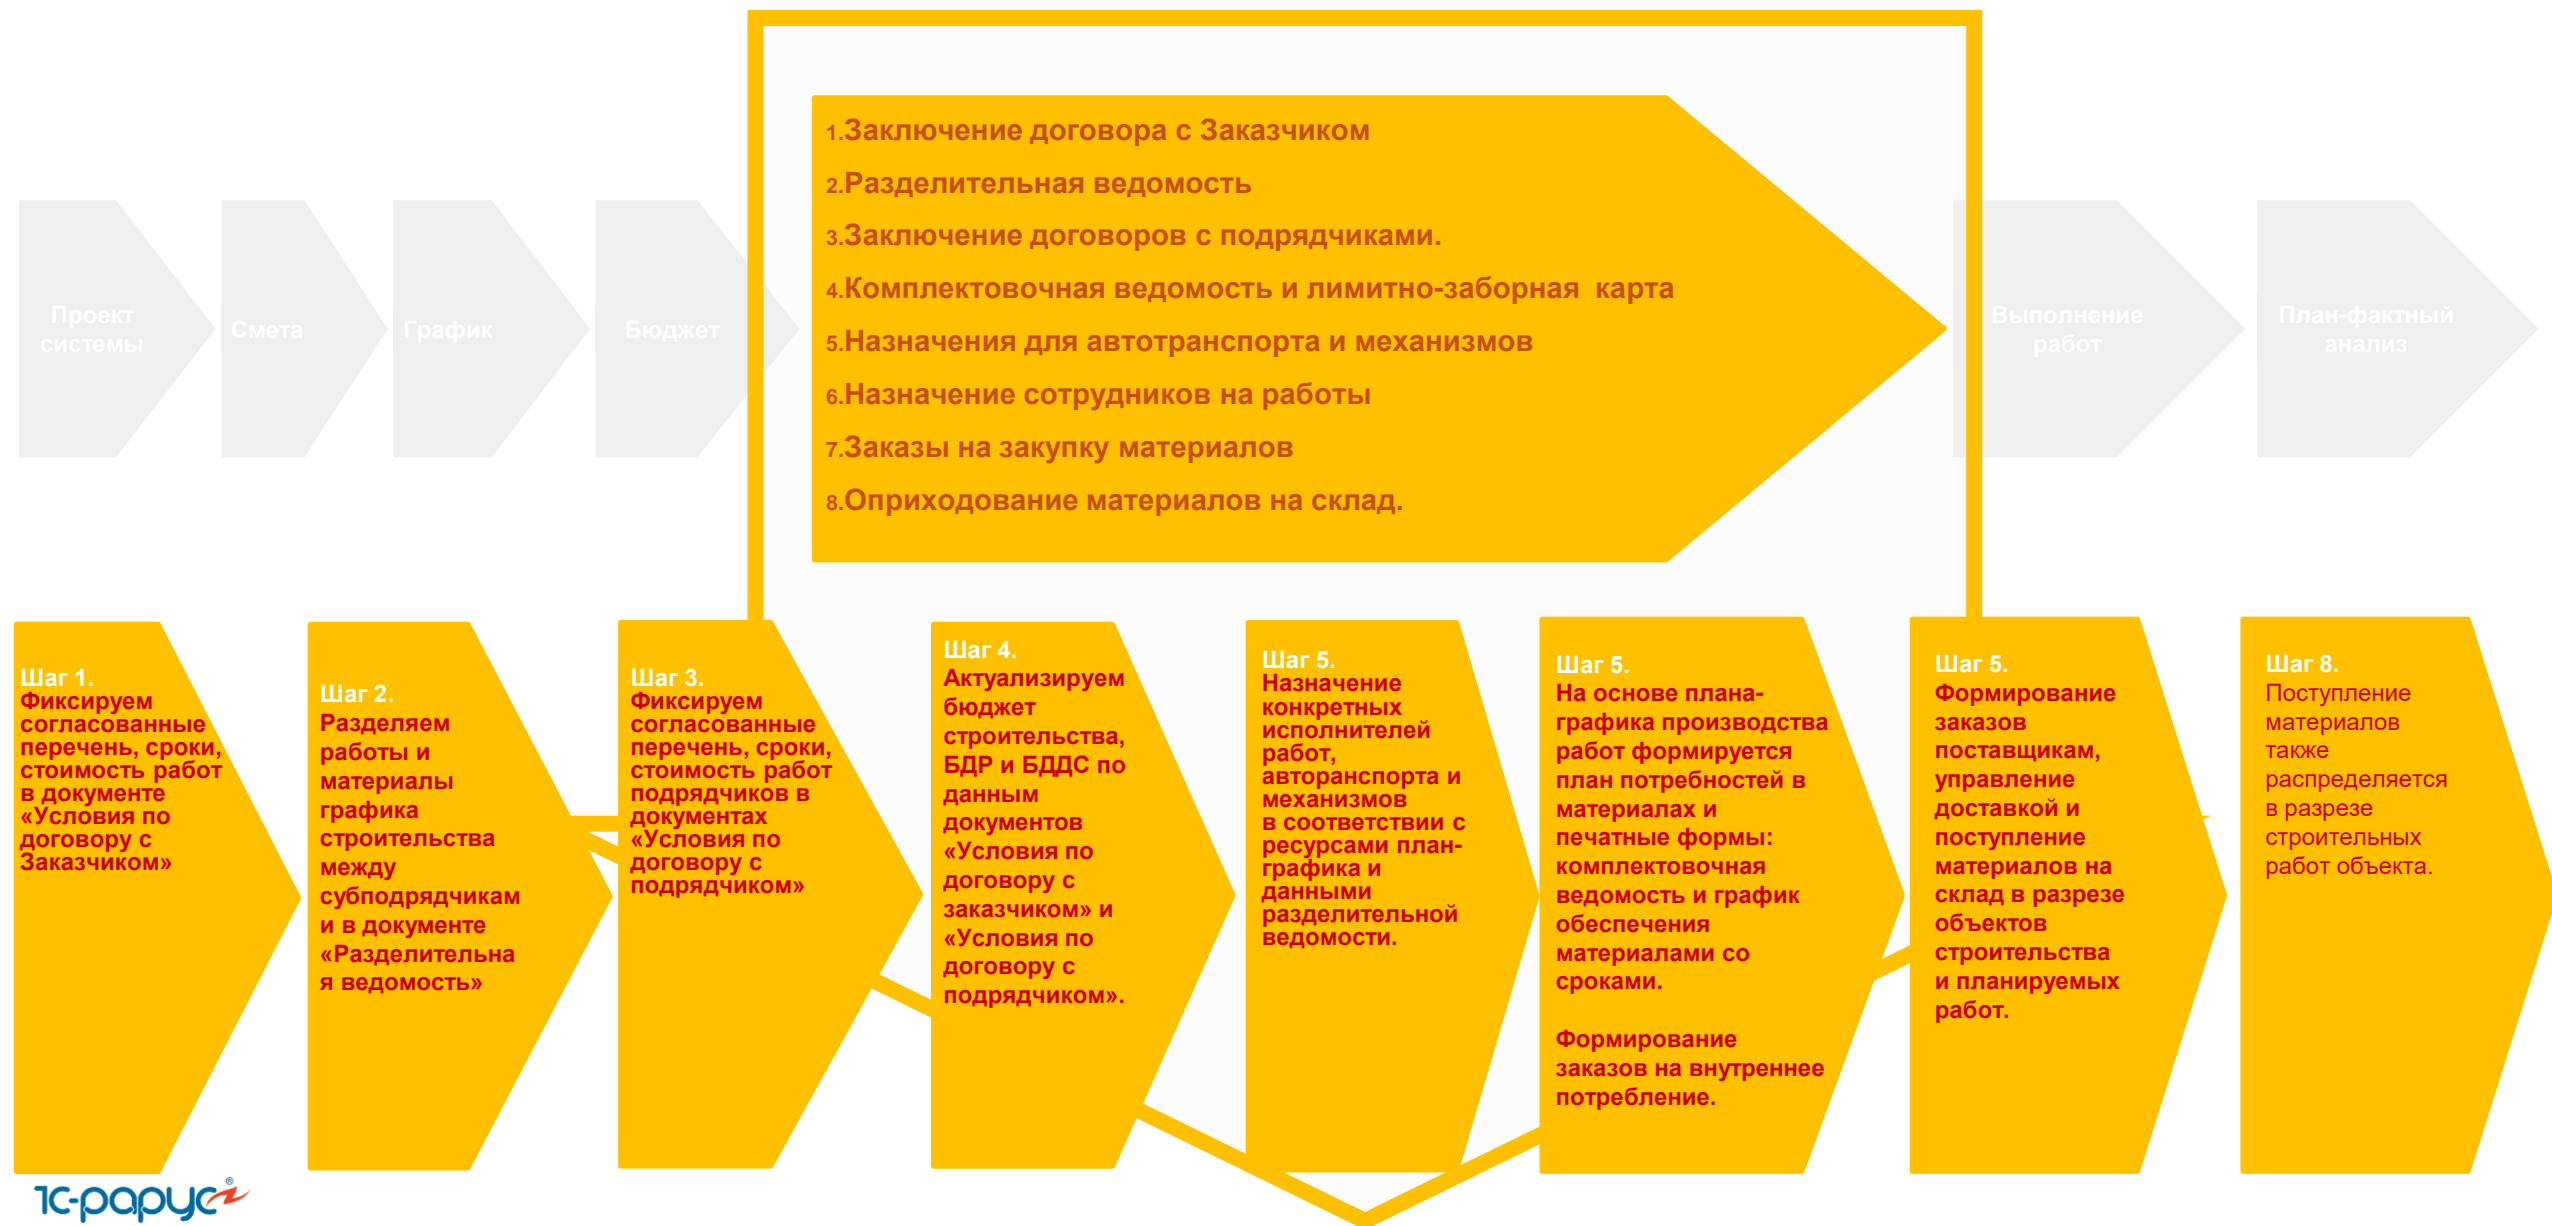 1.Заключение договора с Заказчиком
2.Разделительная ведомость
3.Заключение договоров с подрядчиками.
4.Комплектовочная ведомость и лимитно-заборная карта
5.Назначения для автотранспорта и механизмов
6.Назначение сотрудников на работы
7.Заказы на закупку материалов
8.Оприходование материалов на склад.
Проект
системы
Смета
График
Бюджет
Выполнение
работ
План-фактный
анализ
Шаг 1.
Фиксируем
согласованные
перечень, сроки,
стоимость работ
в документе
«Условия по
договору с
Заказчиком»
Шаг 2.
Разделяем
работы и
материалы
графика
строительства
между
субподрядчикам
и в документе
«Разделительна
я ведомость»
Шаг 3.
Фиксируем
согласованные
перечень, сроки,
стоимость работ
подрядчиков в
документах
«Условия по
договору с
подрядчиком»
Шаг 4.
Актуализируем
бюджет
строительства,
БДР и БДДС по
данным
документов
«Условия по
договору с
заказчиком» и
«Условия по
договору с
подрядчиком».
Шаг 5.
Назначение
конкретных
исполнителей
работ,
авторанспорта и
механизмов
в соответствии с
ресурсами план-
графика и
данными
разделительной
ведомости.
Шаг 5.
На основе плана-
графика производства
работ формируется
план потребностей в
материалах и
печатные формы:
комплектовочная
ведомость и график
обеспечения
материалами со
сроками.
Формирование
заказов на внутреннее
потребление.
Шаг 5.
Формирование
заказов
поставщикам,
управление
доставкой и
поступление
материалов на
склад в разрезе
объектов
строительства
и планируемых
работ.
Шаг 8.
Поступление
материалов
также
распределяется
в разрезе
строительных
работ объекта.
1С-рарус®